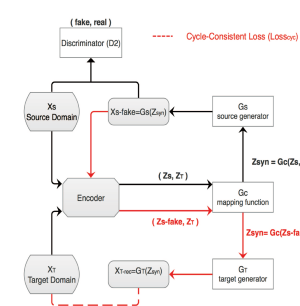 ( fake, real )
Discriminator (D2)
Cycle-Consistent Loss (Losscyc)
Xs
Source Domain
Xs-fake=Gs(Zsyn)
Gs
source generator
Zsyn = Gc(Zs,
(Zs, ZT)
Encoder
Gc
mapping function
( Zs-fake, ZT )
Zsyn= Gc(Zs-fa
XT
Target Domain
XT-rec=GT(Zsyn)
GT
target generator